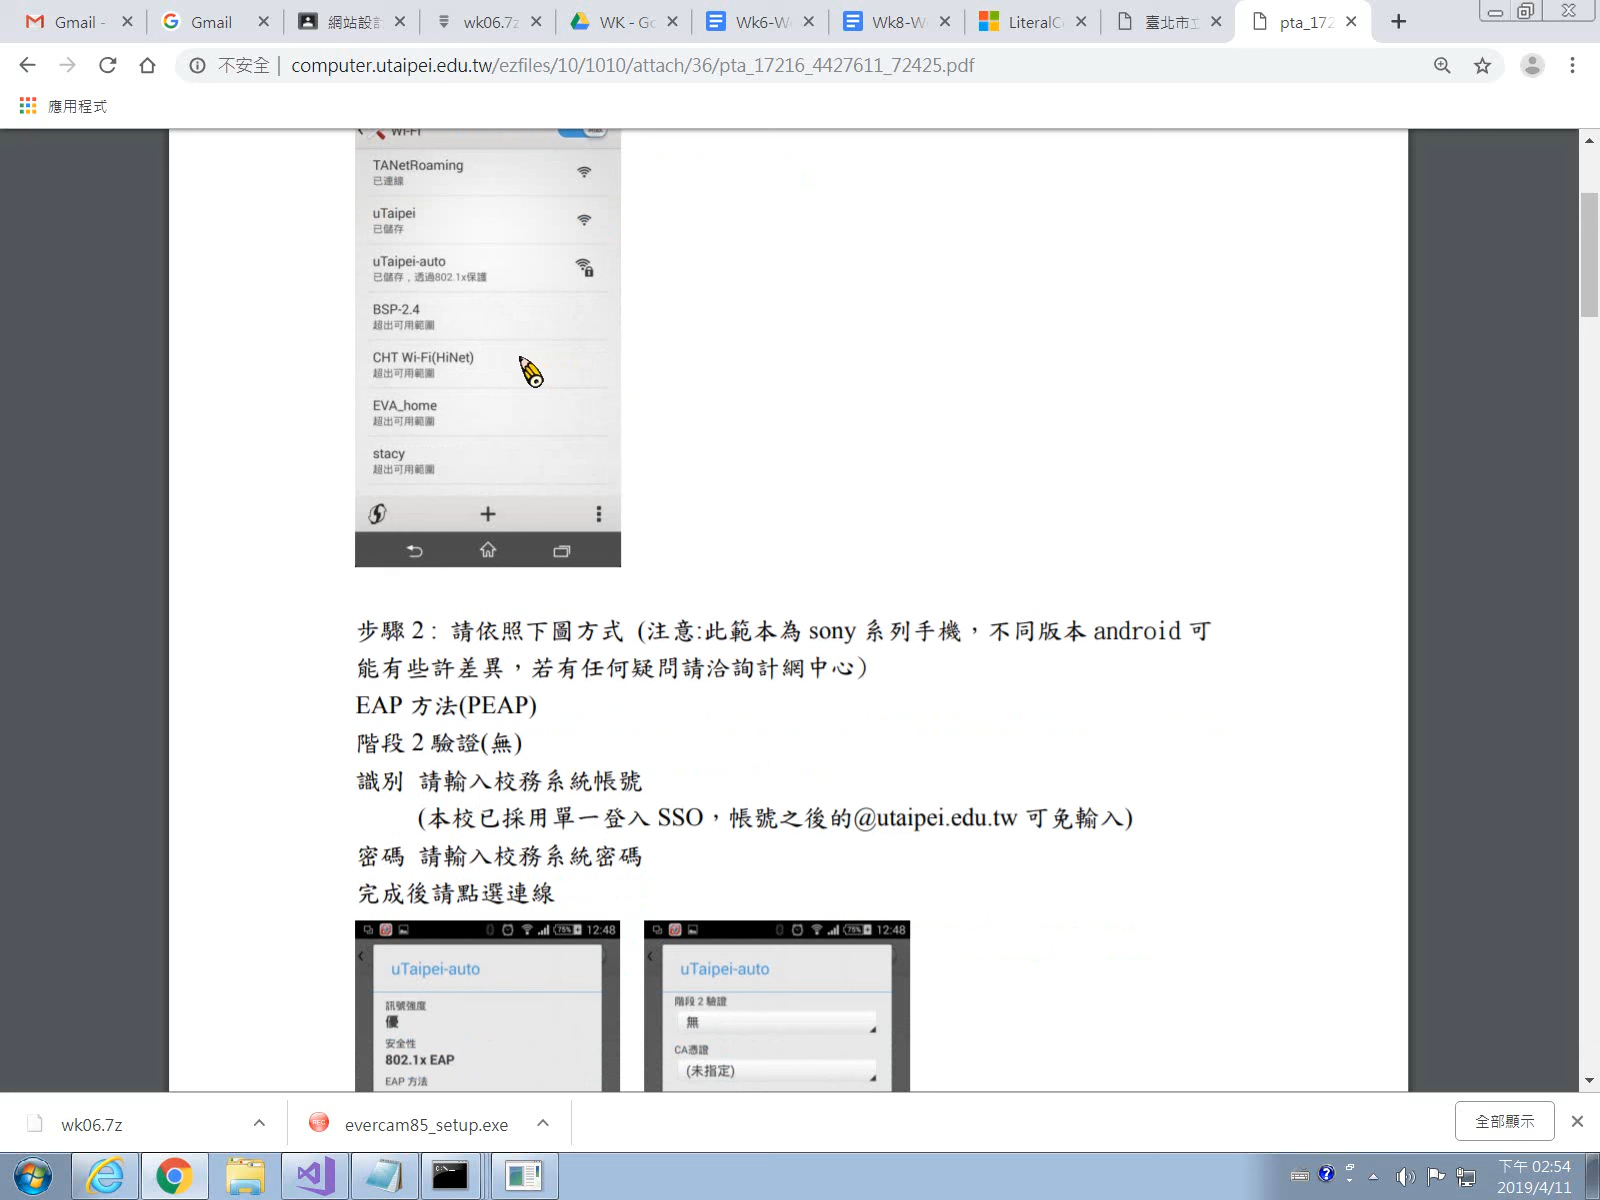 Gmail -
Gmail
網站設計
wk06.7z
WK - Go
Wk6-W
Wk8-W
LiteralC
臺北市立
pta_172
不安全 | computer.utaipei.edu.tw/ezfiles/10/1010/attach/36/pta_17216_4427611_72425.pdf
應用程式
Wi-Fi
TANetRoaming
已連線
uTaipei
已儲存
uTaipei-auto
已儲存，透過802.1x保護
BSP-2.4
超出可用範圍
CHT Wi-Fi(HiNet)
超出可用範圍
EVA_home
超出可用範圍
stacy
超出可用範圍
步驟 2： 請依照下圖方式 (注意:此範本為 sony 系列手機，不同版本 android 可
能有些許差異，若有任何疑問請洽詢計網中心）
EAP 方法(PEAP)
階段 2 驗證(無)
識別 請輸入校務系統帳號
(本校已採用單一登入 SSO，帳號之後的@utaipei.edu.tw 可免輸入)
密碼 請輸入校務系統密碼
完成後請點選連線
75% 12:48
uTaipei-auto
訊號強度
優
安全性
802.1x EAP
EAP 方法
75% 12:48
uTaipei-auto
階段 2 驗證
無
CA憑證
(未指定)
wk06.7z
REC
evercam85_setup.exe
全部顯示
下午 02:54
2019/4/11